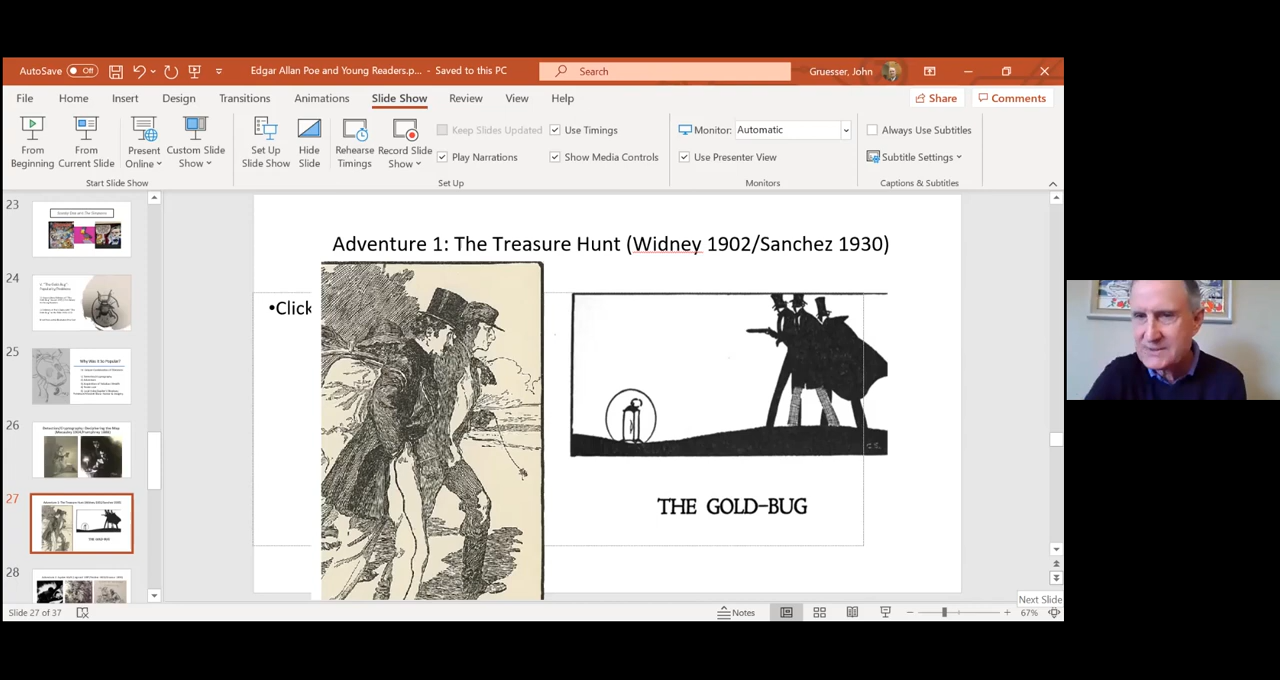 AutoSave Off
Edgar Allan Poe and Young Readers.p... - Saved to this PC
Search
Gruesser, John
File Home Insert Design Transitions Animations Slide Show Review View Help
Share Comments
From Beginning
From Current Slide
Present Online
Custom Slide Show
Start Slide Show
Set Up Slide Show
Hide Slide
Rehearse Timings
Record Slide Show
Keep Slides Updated
Play Narrations
Use Timings
Show Media Controls
Set Up
Monitor: Automatic
Use Presenter View
Monitors
Always Use Subtitles
Subtitle Settings
Captions & Subtitles
23
24
25
Why Was It So Popular?
26
27
28
Adventure 1: The Treasure Hunt (Widney 1902/Sanchez 1930)
•Click
THE GOLD-BUG
Next Slide
Slide 27 of 37
Notes
67%